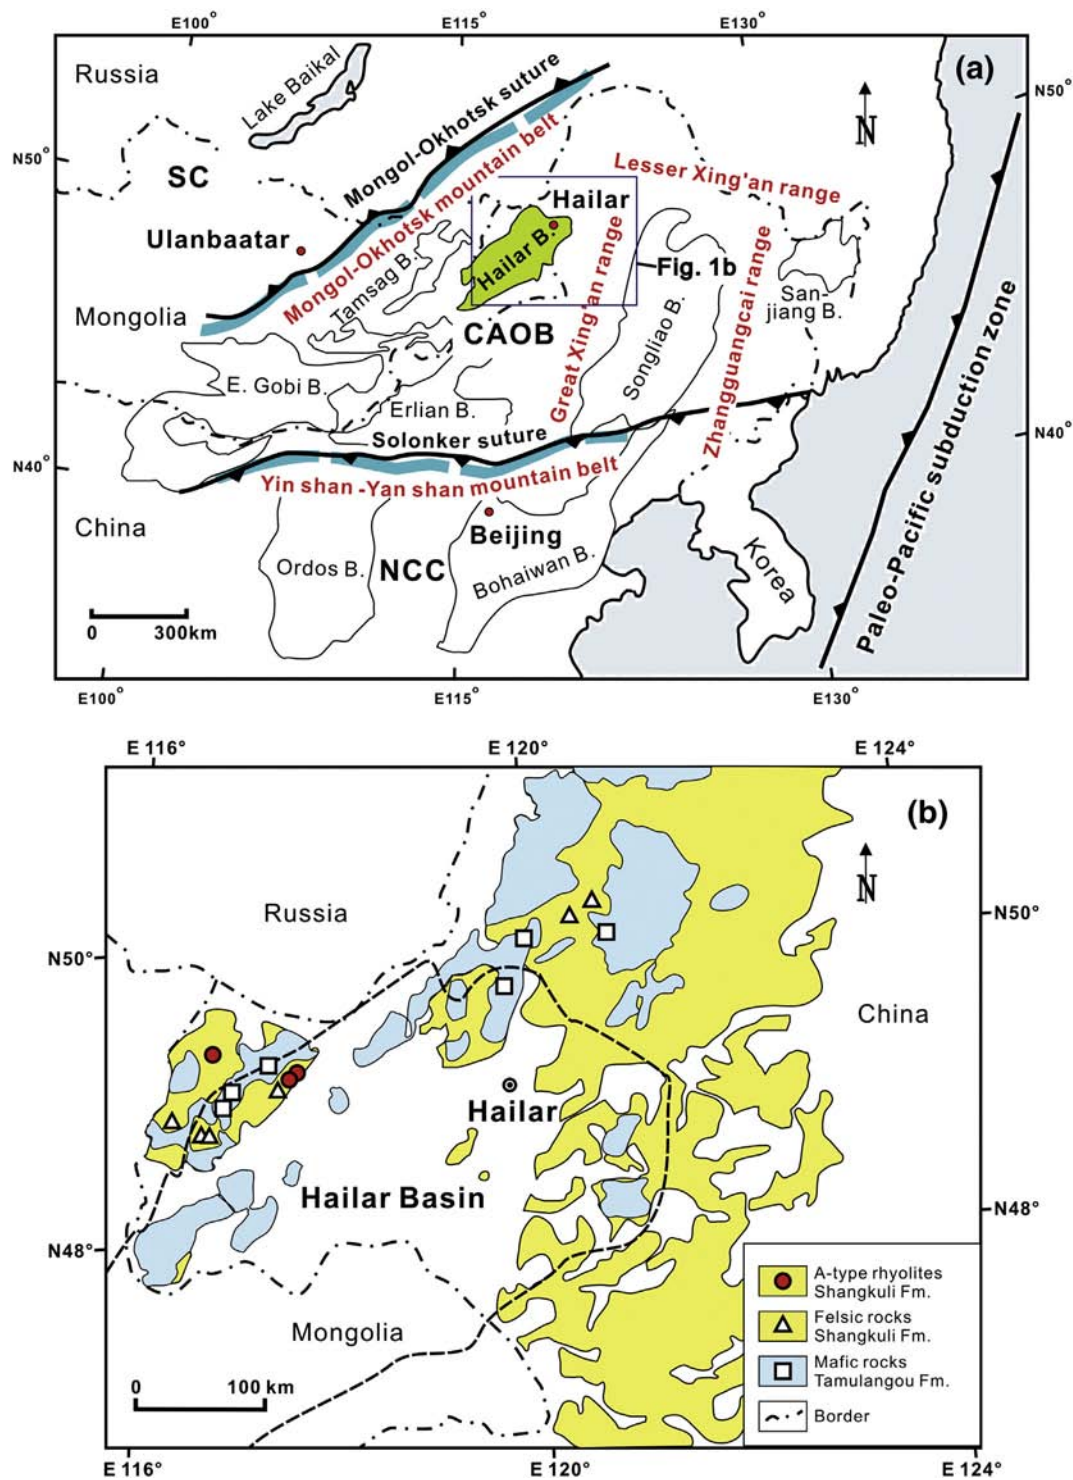 E100°
E115°
E130°
(a)
Russia
Lake Baikal
N50°
N50°
N
SC
Mongol-Okhotsk suture
Mongol-Okhotsk mountain belt
Lesser Xing'an range
Hailar
Ulanbaatar
Hailar B.
Tamsag B.
Fig. 1b
Great Xing'an range
Zhangguangcai range
San-
jiang B.
Mongolia
CAOB
Songliao B.
Paleo-Pacific subduction zone
E. Gobi B.
Erlian B.
Solonker suture
N40°
N40°
Yin shan -Yan shan mountain belt
China
Beijing
Ordos B.
NCC
Bohaiwan B.
Korea
0 300km
E100°
E115°
E130°
E 116°
E 120°
E 124°
(b)
N
Russia
N50°
N50°
China
Hailar
Hailar Basin
N48°
N48°
Mongolia
A-type rhyolites
Shangkuli Fm.
Felsic rocks
Shangkuli Fm.
Mafic rocks
Tamulangou Fm.
Border
0 100 km
E 116°
E 120°
E 124°